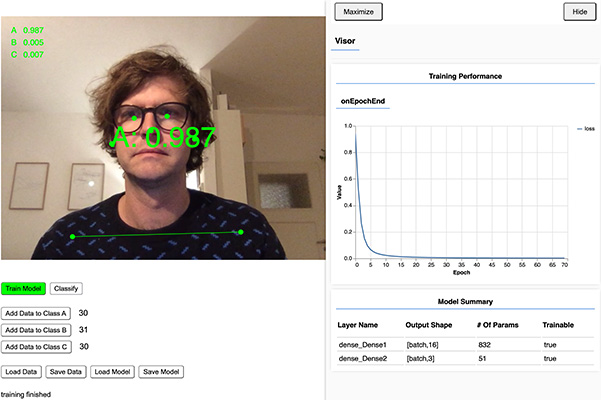 A 0.987
B 0.005
C 0.007
A: 0.987
Train Model Classify
Add Data to Class A 30
Add Data to Class B 31
Add Data to Class C 30
Load Data Save Data Load Model Save Model
training finished
Maximize Hide
Visor
Training Performance
onEpochEnd
loss
1.0
0.8
0.6
0.4
0.2
0.0
Value
0 5 10 15 20 25 30 35 40 45 50 55 60 65 70
Epoch
Model Summary
Layer Name Output Shape # Of Params Trainable
dense_Dense1 [batch,16] 832 true
dense_Dense2 [batch,3] 51 true